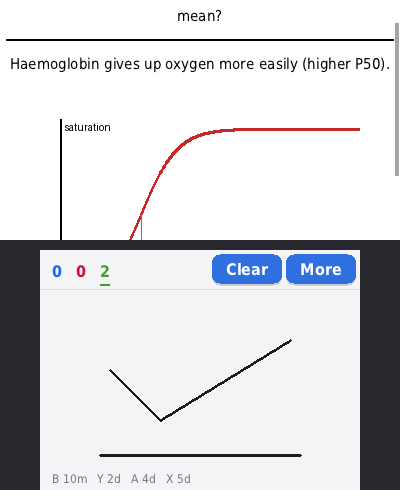 mean?
Haemoglobin gives up oxygen more easily (higher P50).
saturation
0 0 2 Clear More
B 10m Y 2d A 4d X 5d